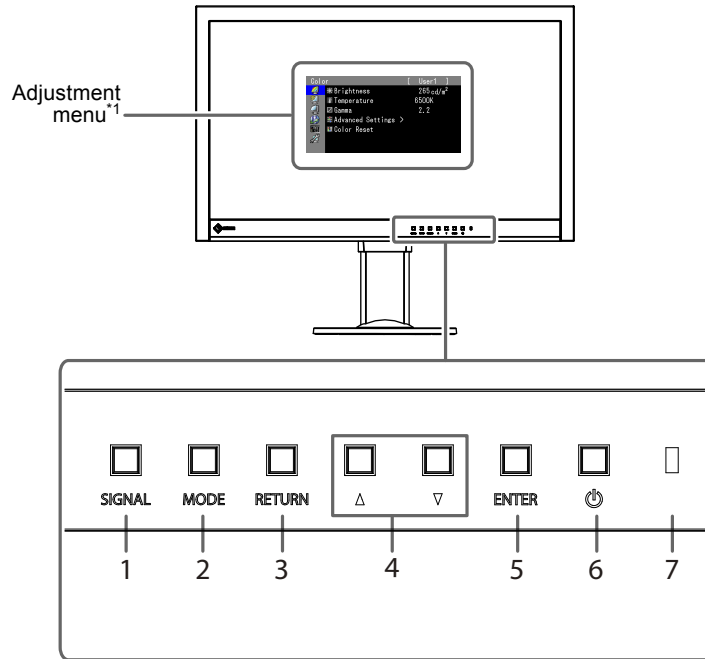 Adjustment
menu*1
Color [ User1 ]
Brightness 265cd/m²
Temperature 6500K
Gamma 2.2
Advanced Settings >
Color Reset
SIGNAL MODE RETURN △ ▽ ENTER
1 2 3 4 5 6 7